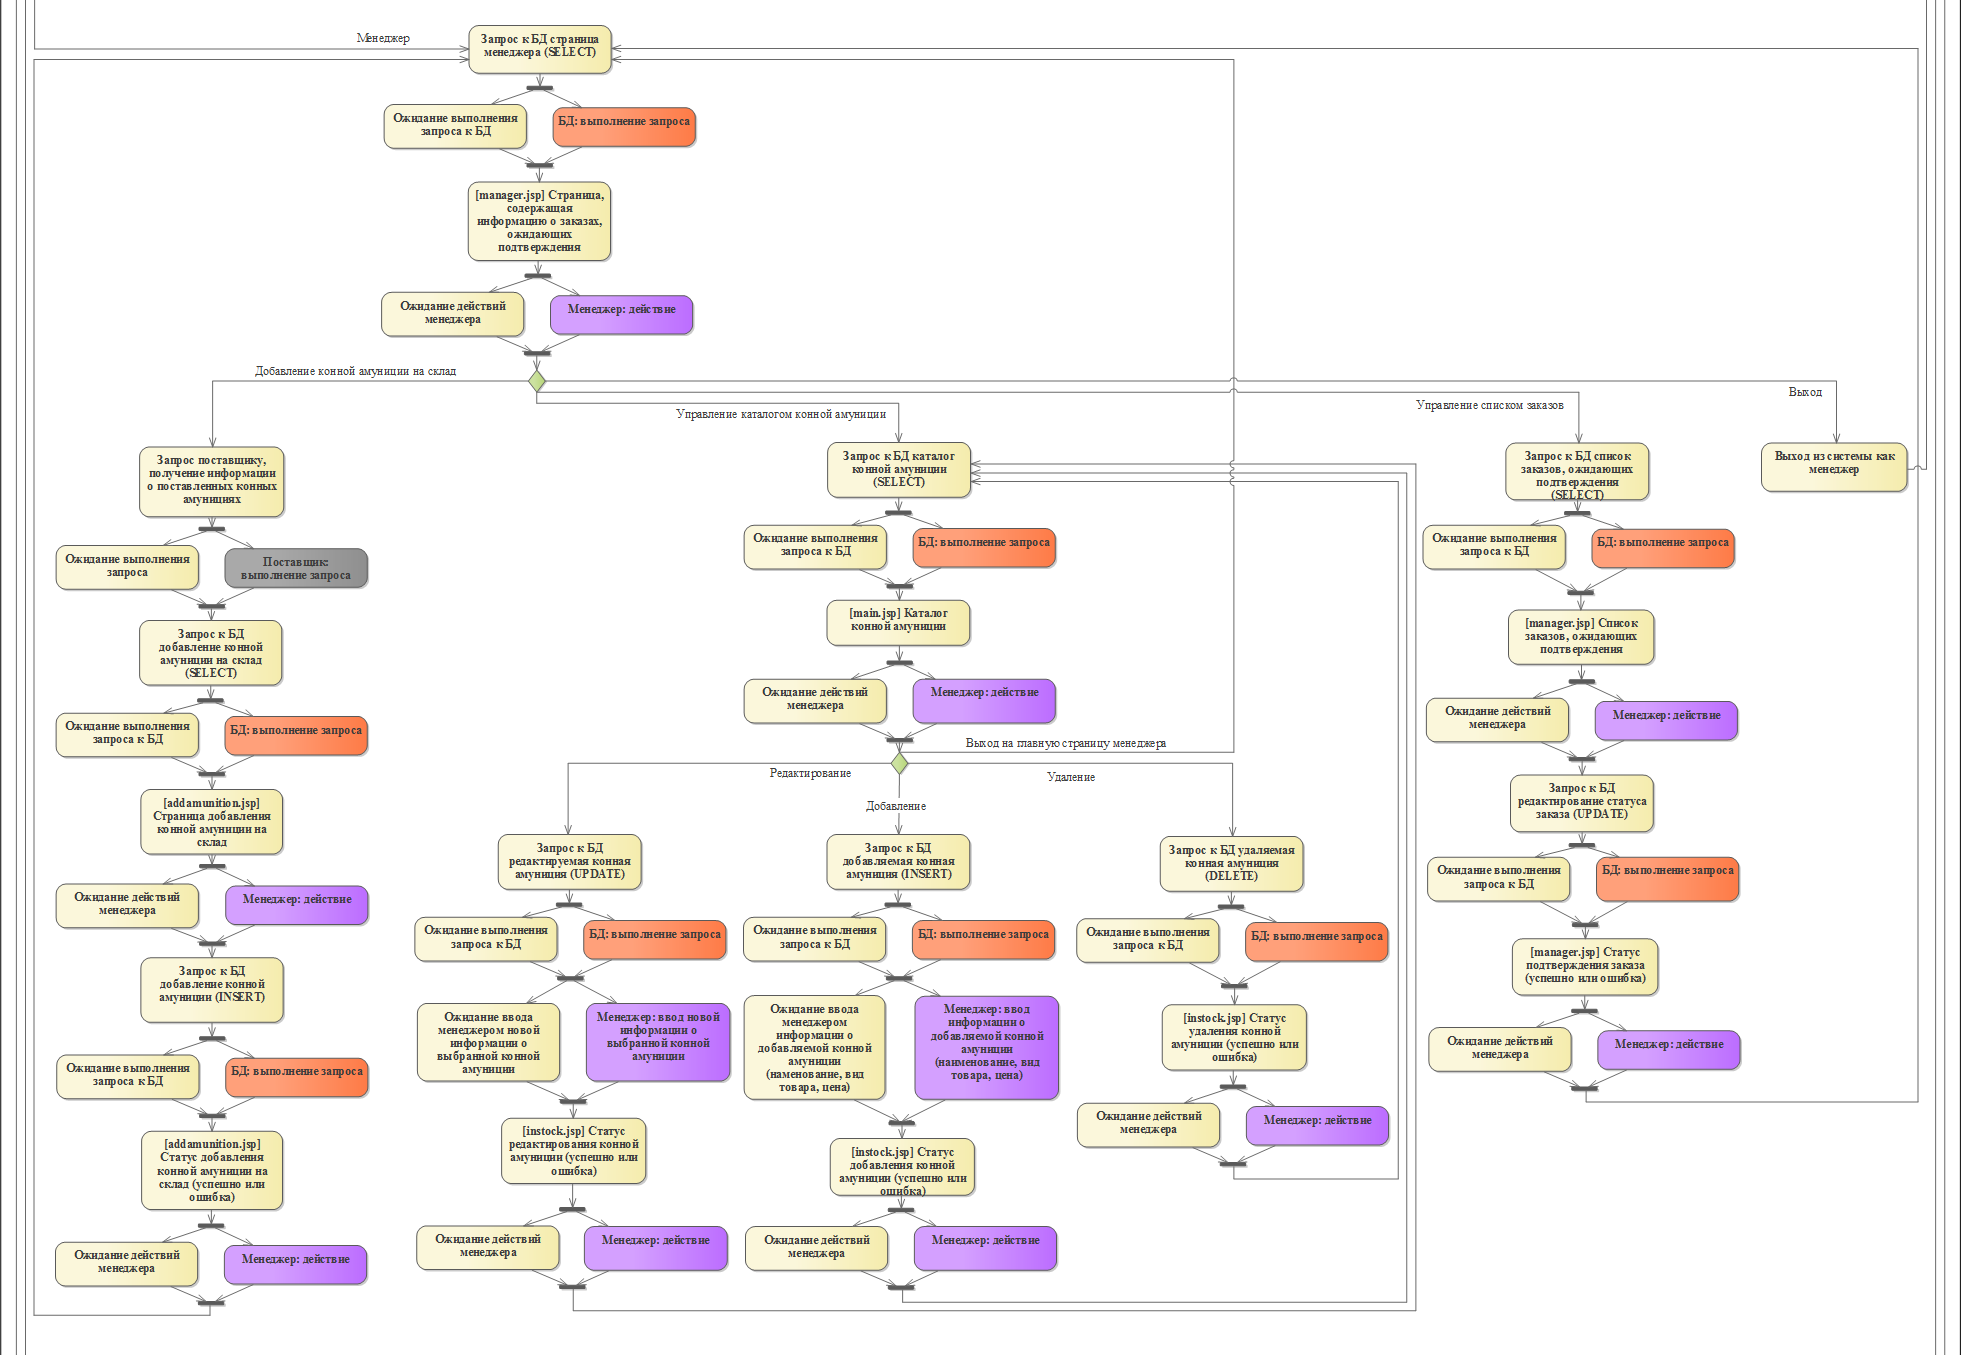 Менеджер
Запрос к БД страница
менеджера (SELECT)
Ожидание выполнения
запроса к БД
БД: выполнение запроса
[manager.jsp] Страница,
содержащая
информацию о заказах,
ожидающих
подтверждения
Ожидание действий
менеджера
Менеджер: действие
Добавление конной амуниции на склад
Управление каталогом конной амуниции
Управление списком заказов
Выход
Запрос поставщику,
получение информации
о поставленных конных
амунициях
Ожидание выполнения
запроса
Поставщик:
выполнение запроса
Запрос к БД
добавление конной
амуниции на склад
(SELECT)
Ожидание выполнения
запроса к БД
БД: выполнение запроса
[addamunition.jsp]
Страница добавления
конной амуниции на
склад
Ожидание действий
менеджера
Менеджер: действие
Запрос к БД
добавление конной
амуниции (INSERT)
Ожидание выполнения
запроса к БД
БД: выполнение запроса
[addamunition.jsp]
Статус добавления
конной амуниции на
склад (успешно или
ошибка)
Ожидание действий
менеджера
Менеджер: действие
Запрос к БД каталог
конной амуниции
(SELECT)
Ожидание выполнения
запроса к БД
БД: выполнение запроса
[main.jsp] Каталог
конной амуниции
Ожидание действий
менеджера
Менеджер: действие
Выход на главную страницу менеджера
Редактирование
Добавление
Удаление
Запрос к БД
редактируемая конная
амуниция (UPDATE)
Ожидание выполнения
запроса к БД
БД: выполнение запроса
Ожидание ввода
менеджером новой
информации о
выбранной конной
амуниции
Менеджер: ввод новой
информации о
выбранной конной
амуниции
[instock.jsp] Статус
редактирования конной
амуниции (успешно или
ошибка)
Ожидание действий
менеджера
Менеджер: действие
Запрос к БД
добавляемая конная
амуниция (INSERT)
Ожидание выполнения
запроса к БД
БД: выполнение запроса
Ожидание ввода
менеджером
информации о
добавляемой конной
амуниции
(наменование, вид
товара, цена)
Менеджер: ввод
информации о
добавляемой конной
амуниции
(наименование, вид
товара, цена)
[instock.jsp] Статус
добавления конной
амуниции (успешно или
ошибка)
Ожидание действий
менеджера
Менеджер: действие
Запрос к БД удаляемая
конная амуниция
(DELETE)
Ожидание выполнения
запроса к БД
БД: выполнение запроса
[instock.jsp] Статус
удаления конной
амуниции (успешно или
ошибка)
Ожидание действий
менеджера
Менеджер: действие
Запрос к БД список
заказов, ожидающих
подтверждения
(SELECT)
Ожидание выполнения
запроса к БД
БД: выполнение запроса
[manager.jsp] Список
заказов, ожидающих
подтверждения
Ожидание действий
менеджера
Менеджер: действие
Запрос к БД
редактирование статуса
заказа (UPDATE)
Ожидание выполнения
запроса к БД
БД: выполнение запроса
[manager.jsp] Статус
подтверждения заказа
(успешно или ошибка)
Ожидание действий
менеджера
Менеджер: действие
Выход из системы как
менеджер